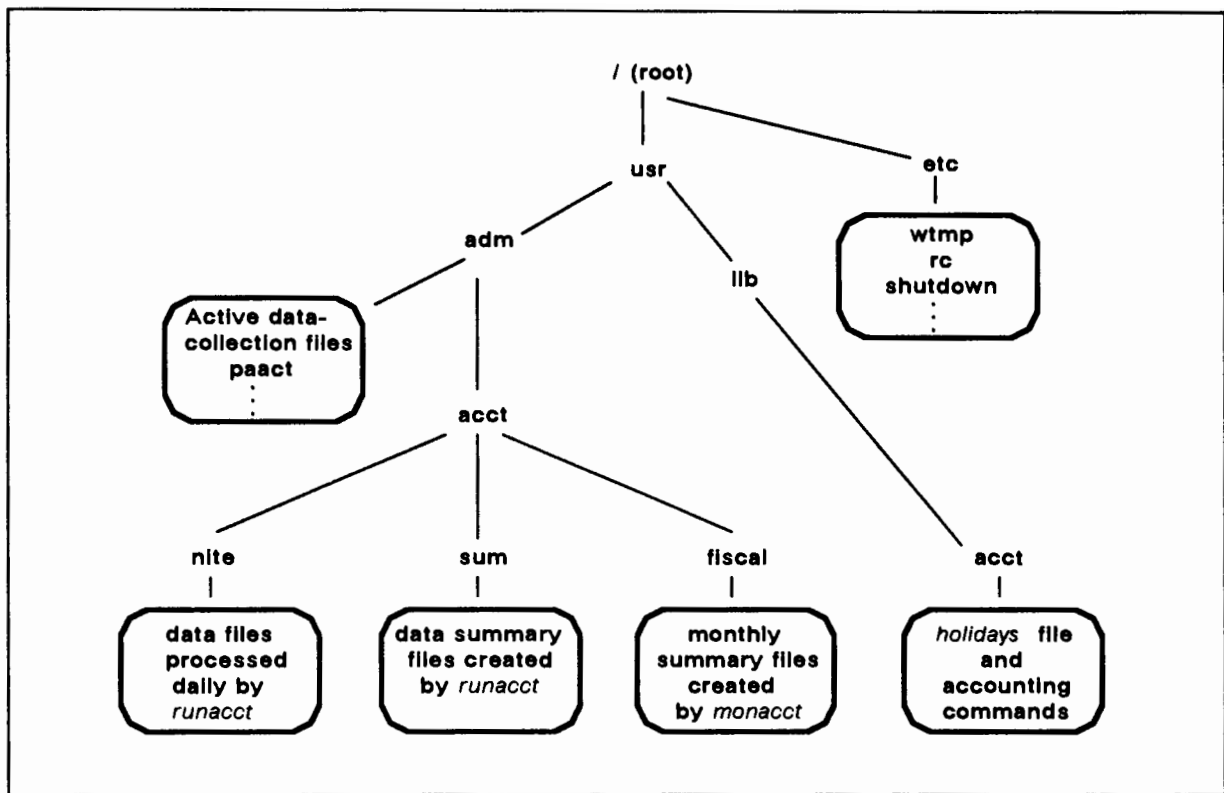 / (root)
usr
etc
wtmp
rc
shutdown
adm
lib
Active data-
collection files
paact
acct
nite
sum
fiscal
acct
data files
processed
daily by
runacct
data summary
files created
by runacct
monthly
summary files
created
by monacct
holidays file
and
accounting
commands